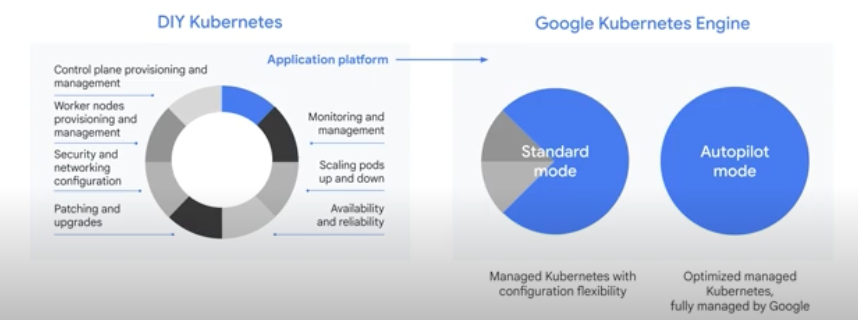 DIY Kubernetes
Application platform
Control plane provisioning and
management
Worker nodes
provisioning and
management
Security and
networking
configuration
Patching and
upgrades
Monitoring and
management
Scaling pods
up and down
Availability
and reliability
Google Kubernetes Engine
Standard
mode
Autopilot
mode
Managed Kubernetes with
configuration flexibility
Optimized managed
Kubernetes,
fully managed by Google